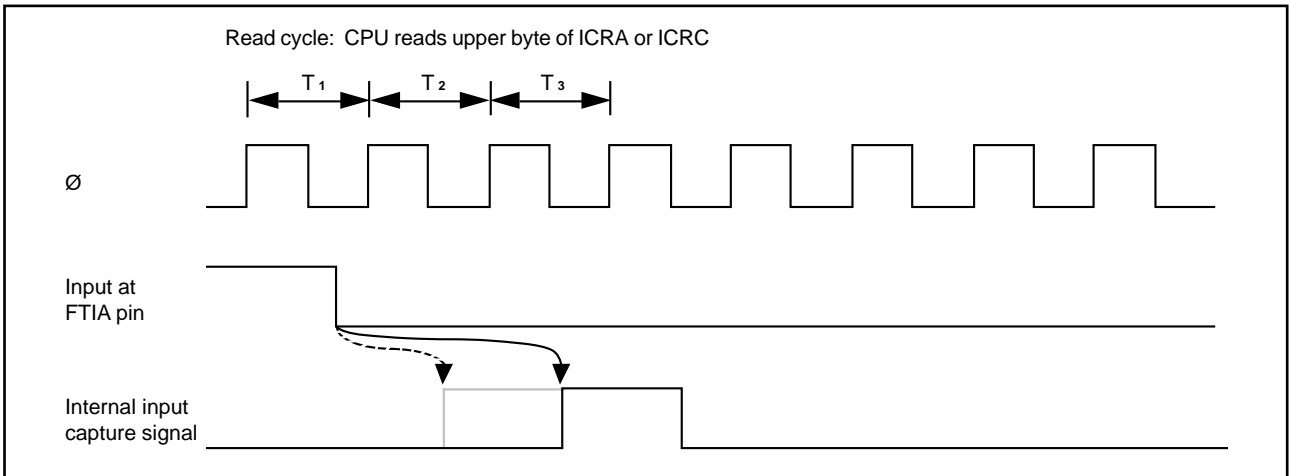 Read cycle: CPU reads upper byte of ICRA or ICRC
T1 T2 T3
Ø
Input at
FTIA pin
Internal input
capture signal